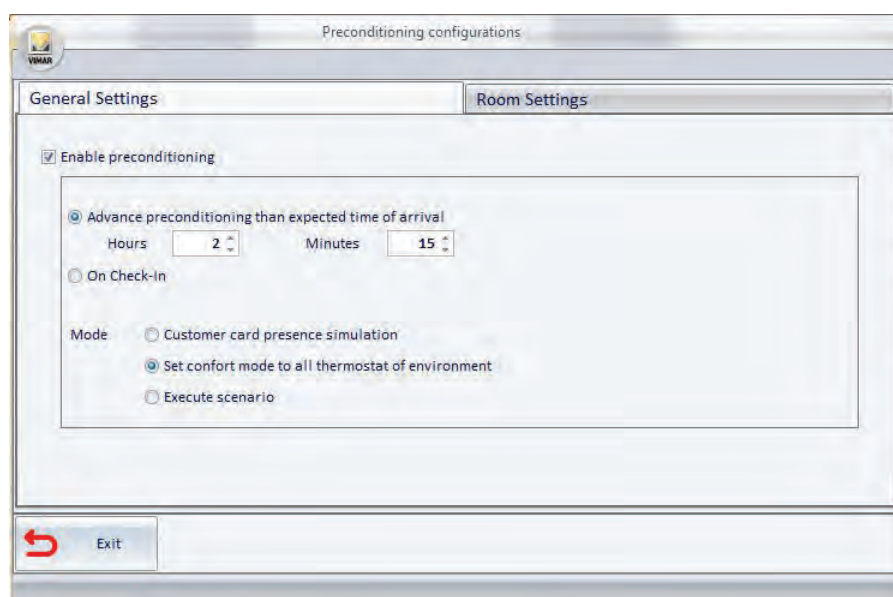 Preconditioning configurations
VIMAR
General Settings
Room Settings
Enable preconditioning
Advance preconditioning than expected time of arrival
Hours 2 Minutes 15
On Check-In
Mode Customer card presence simulation
Set confort mode to all thermostat of environment
Execute scenario
Exit